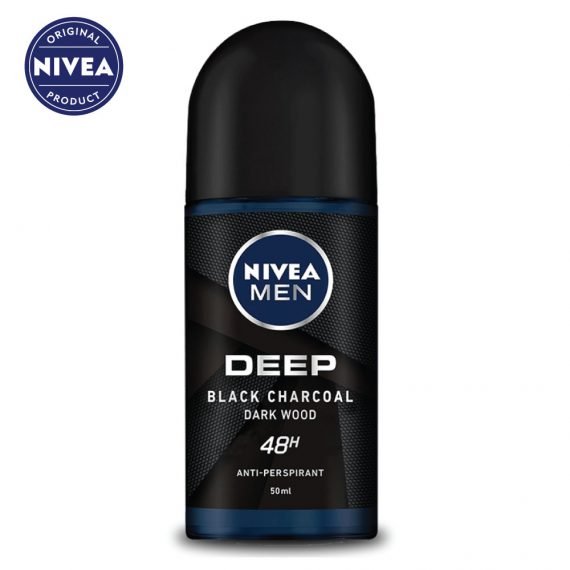 ORIGINAL
NIVEA
PRODUCT
NIVEA
MEN
DEEP
BLACK CHARCOAL
DARK WOOD
48H
ANTI-PERSPIRANT
50ml